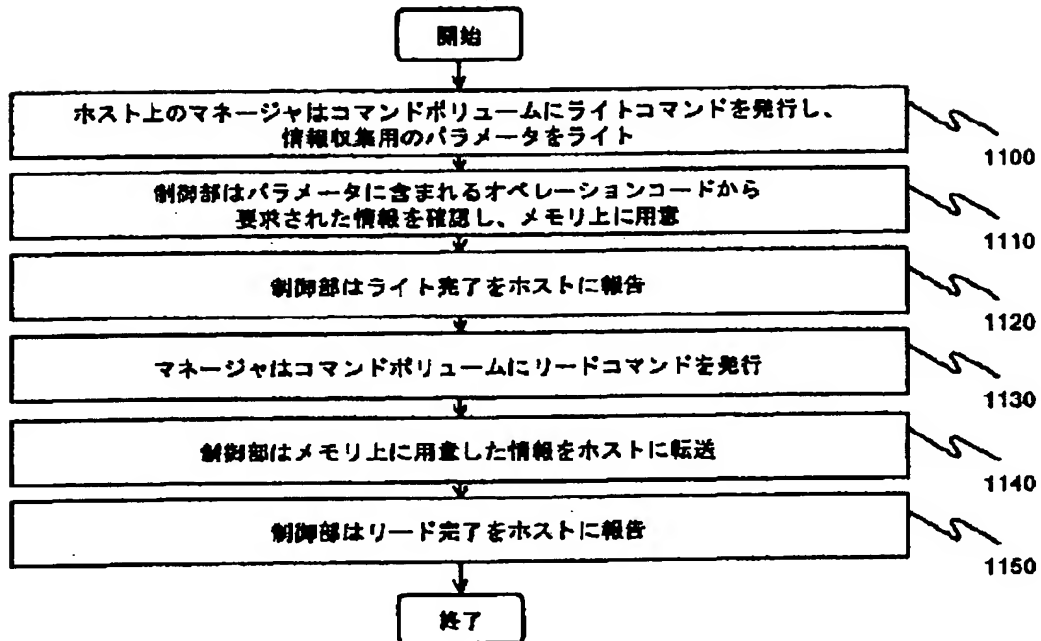 開始
ホスト上のマネージャはコマンドボリュームにライトコマンドを発行し、
情報収集用のパラメータをライト
1100
制御部はパラメータに含まれるオペレーションコードから
要求された情報を確認し、メモリ上に用意
1110
制御部はライト完了をホストに報告
1120
マネージャはコマンドボリュームにリードコマンドを発行
1130
制御部はメモリ上に用意した情報をホストに転送
1140
制御部はリード完了をホストに報告
1150
終了